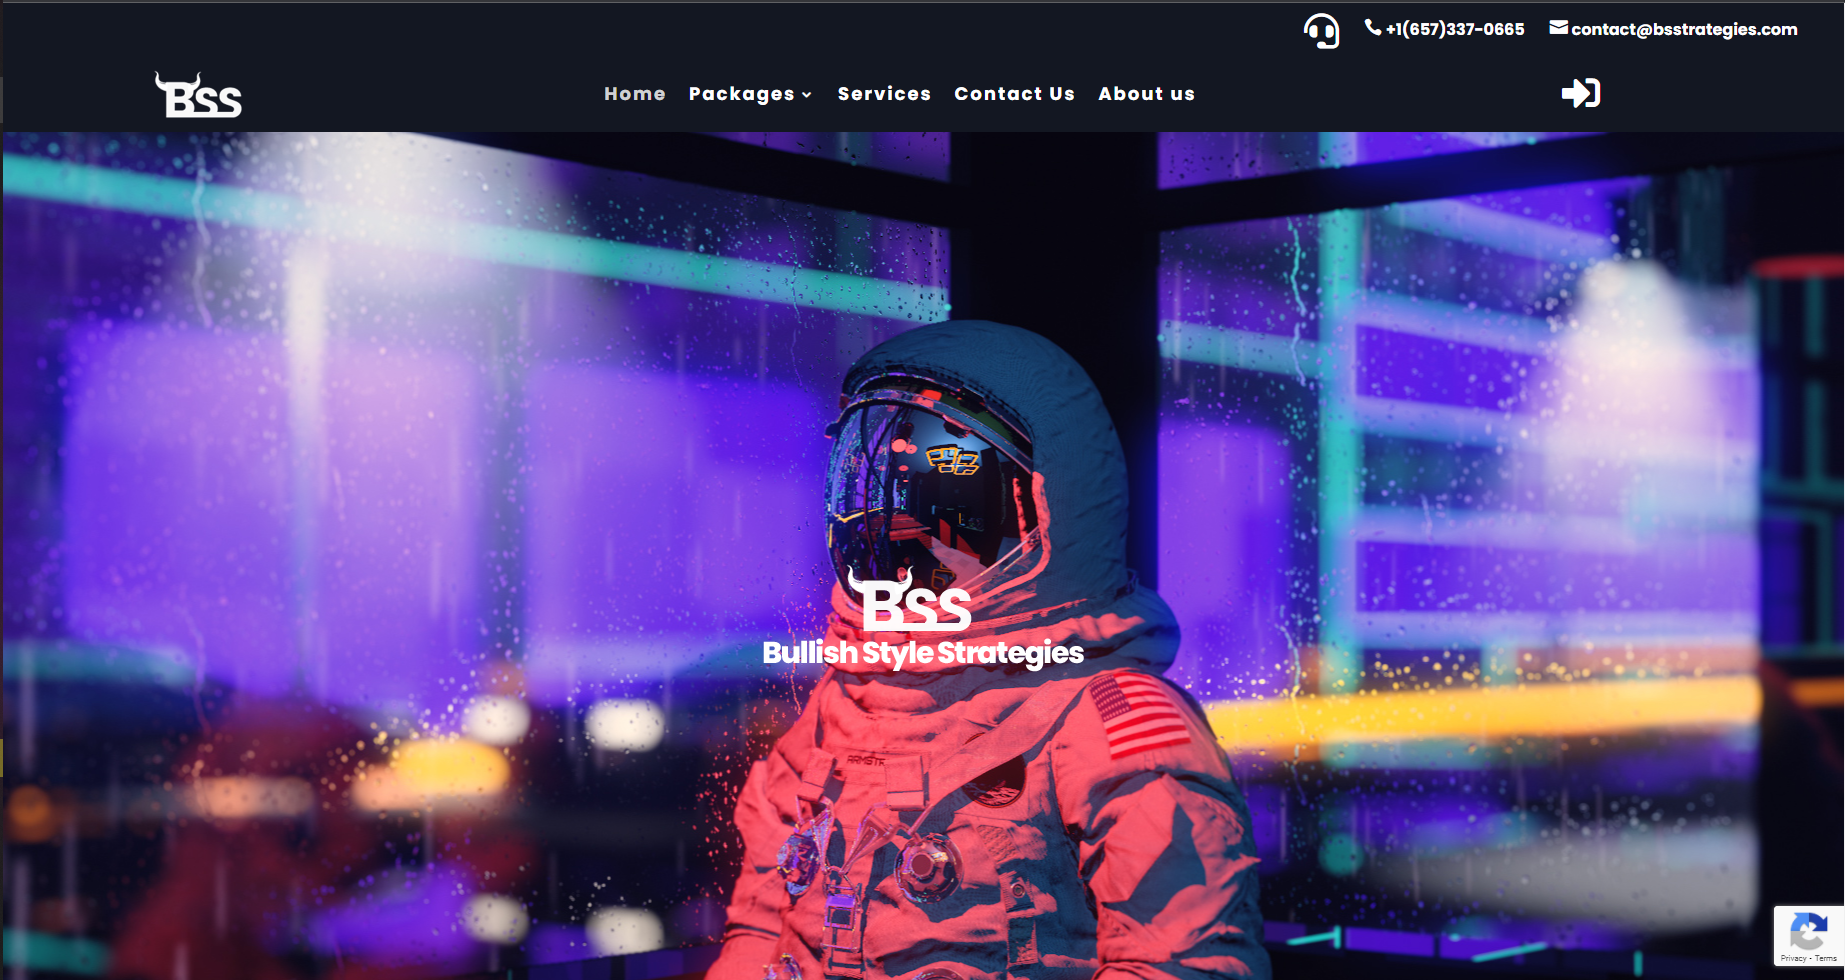 +1(657)337-0665 contact@bsstrategies.com
BSS
Home Packages Services Contact Us About us
BSS
Bullish Style Strategies
ARMSTR
Privacy - Terms